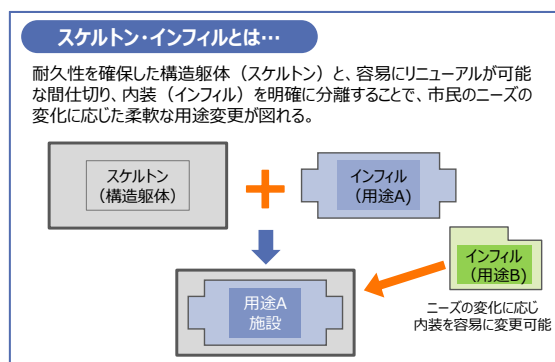 スケルトン・インフィルとは…
耐久性を確保した構造躯体（スケルトン）と、容易にリニューアルが可能
な間仕切り、内装（インフィル）を明確に分離することで、市民のニーズの
変化に応じた柔軟な用途変更が図れる。
スケルトン
（構造躯体）
インフィル
（用途A）
インフィル
（用途B）
用途A
施設
ニーズの変化に応じ
内装を容易に変更可能